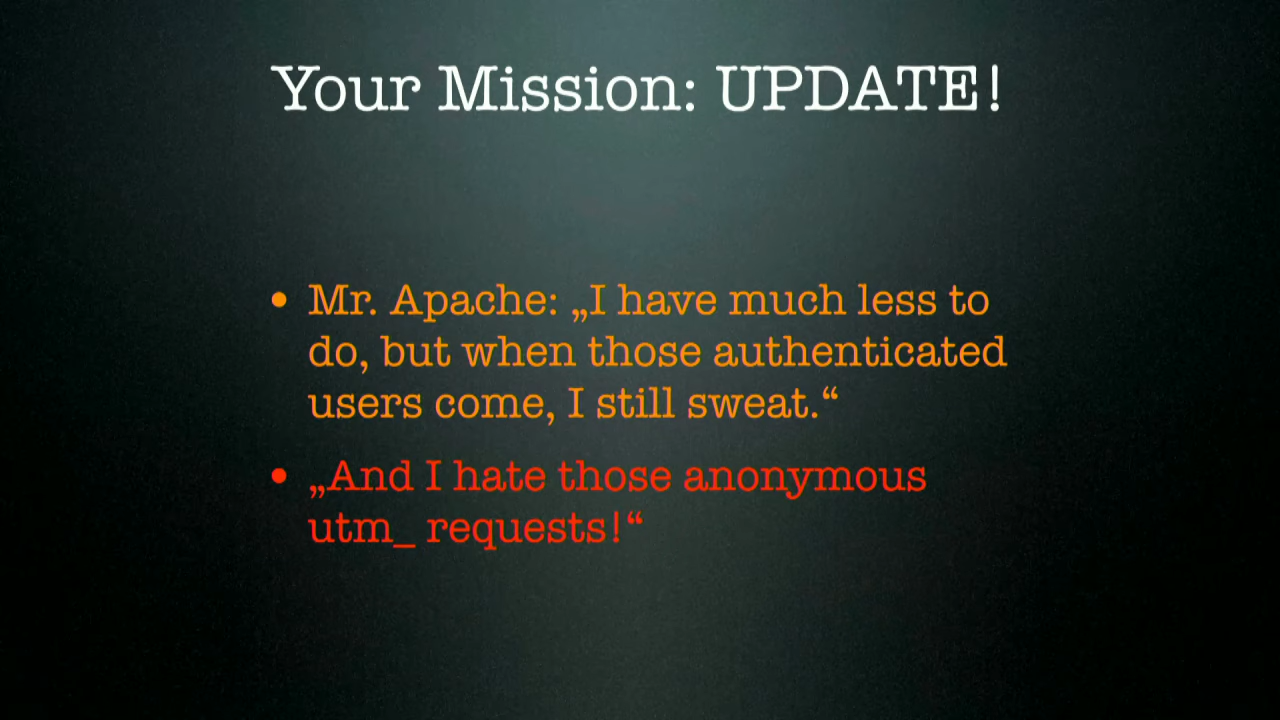 Your Mission: UPDATE!
• Mr. Apache: „I have much less to
do, but when those authenticated
users come, I still sweat.“
• „And I hate those anonymous
utm_ requests!“